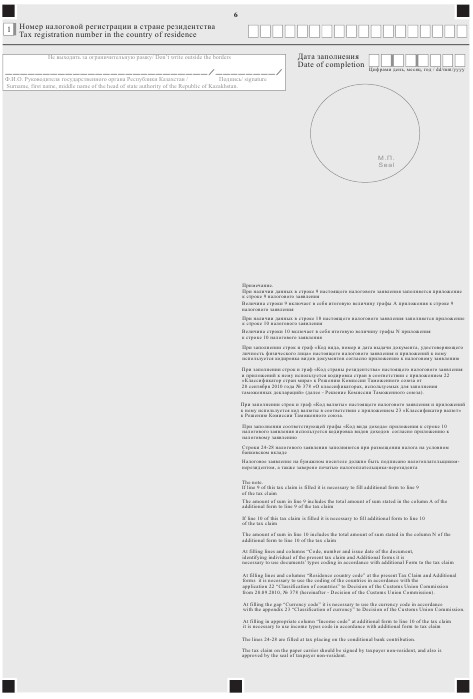 6
1 Номер налоговой регистрации в стране резидентства
Tax registration number in the country of residence
Не выходить за ограничительную рамку/ Don't write outside the borders
Дата заполнения
Date of completion
Цифрами день, месяц, год / dd/mm/yyyy
Ф.И.О. Руководителя государственного органа Республики Казахстан / Подпись/ signature
Surname, first name, middle name of the head of state authority of the Republic of Kazakhstan
М.П.
Seal
Примечание.
При наличии данных в строке 9 настоящего налогового заявления заполняется приложение
к строке 9 налогового заявления
Величина строки 9 включает в себя итоговую величину графы А приложения к строке 9
налогового заявления.
При наличии данных в строке 10 настоящего налогового заявления заполняется приложение
к строке 10 налогового заявления
Величина строки 10 включает в себя итоговую величину графы N приложения
к строке 10 налогового заявления
При заполнении строк и граф «Код вида, номер и дата выдачи документа, удостоверяющего
личность физического лица» настоящего налогового заявления и приложений к нему
используется кодировка видов документов согласно приложению к налоговому заявлению
При заполнении строк и граф «Код страны резидентства» настоящего налогового заявления
и приложений к нему используется кодировка стран в соответствии с приложением 22
«Классификатор стран мира» к Решению Комиссии Таможенного союза от
20 сентября 2010 года № 378 «О классификаторах, используемых для заполнения
таможенных деклараций» (далее - Решение Комиссии Таможенного союза).
При заполнении строк и граф «Код валюты» настоящего налогового заявления и приложений
к нему используется код валюты в соответствии с приложением 23 «Классификатор валют»
к Решению Комиссии Таможенного союза.
При заполнении соответствующей графы «Код вида дохода» приложения к строке 10
налогового заявления используется кодировка видов доходов согласно приложению к
налоговому заявлению
Строки 24-28 налогового заявления заполняется при размещении налога на условном
банковском вкладе
Налоговое заявление на бумажном носителе должно быть подписано налогоплательщиком-
нерезидентом, а также заверено печатью налогоплательщика-нерезидента
The note.
If line 9 of this tax claim is filled it is necessary to fill additional form to line 9
of the tax claim
The amount of sum in line 9 includes the total amount of sum stated in the column A of the
additional form to line 9 of the tax claim
If line 10 of this tax claim is filled it is necessary to fill additional form to line 10
of the tax claim
The amount of sum in line 10 includes the total amount of sum stated in the column N of the
additional form to line 10 of the tax claim
At filling lines and columns "Code, number and issue date of the document,
identifying individual of the present tax claim and Additional forms it is
necessary to use documents' types coding in accordance with additional Form to the tax claim
At filling lines and columns "Residence country code" at the present Tax Claim and Additional
forms it is necessary to use the coding of the countries in accordance with the
application 22 "Classification of countries" to Decision of the Customs Union Commission
from 20.09.2010, № 378 (hereinafter - Decision of the Customs Union Commission).
At filling the gap "Currency code" it is necessary to use the currency code in accordance
with the appendix 23 "Classification of currency" to Decision of the Customs Union Commission.
At filling in appropriate column "Income code" at additional form to line 10 of the tax
claim it is necessary to use income types code in accordance with additional form to tax claim
The lines 24-28 are filled at tax placing on the conditional bank contribution.
The tax claim on the paper carrier should be signed by taxpayer non-resident, and also is
approved by the seal of taxpayer non-resident.